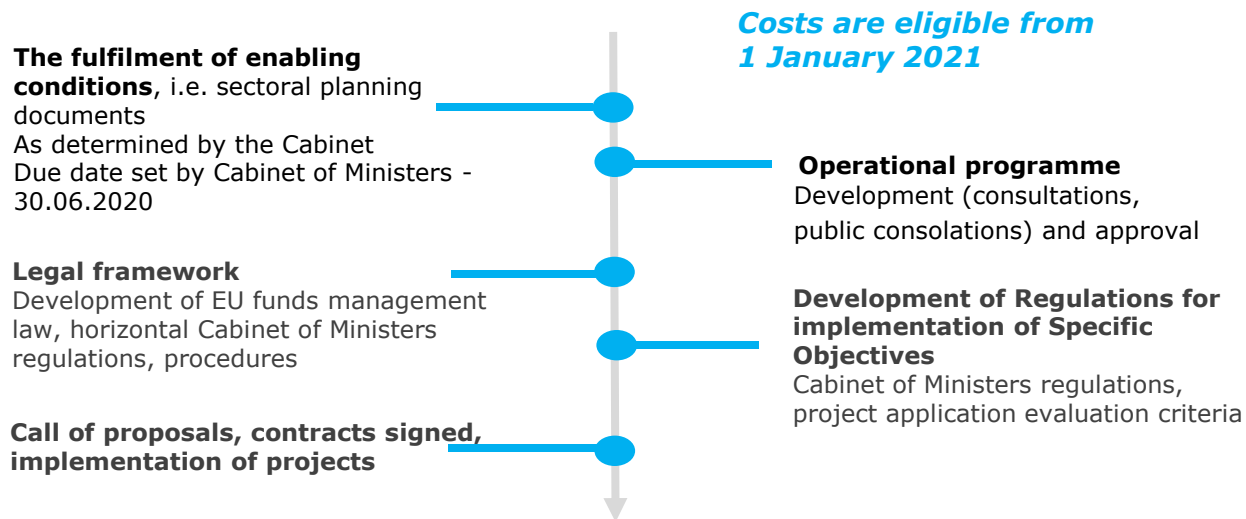 Costs are eligible from
1 January 2021
The fulfilment of enabling
conditions, i.e. sectoral planning
documents
As determined by the Cabinet
Due date set by Cabinet of Ministers -
30.06.2020
Operational programme
Development (consultations,
public consolations) and approval
Legal framework
Development of EU funds management
law, horizontal Cabinet of Ministers
regulations, procedures
Development of Regulations for
implementation of Specific
Objectives
Cabinet of Ministers regulations,
project application evaluation criteria
Call of proposals, contracts signed,
implementation of projects